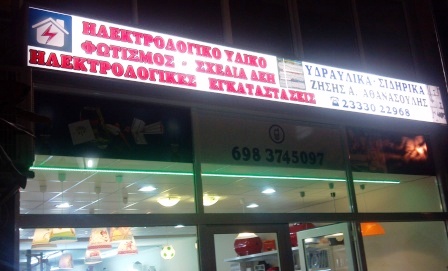 ΗΛΕΚΤΡΟΛΟΓΙΚΟ ΥΛΙΚΟ
ΦΩΤΙΣΜΟΣ · ΣΧΕΔΙΑ ΔΕΗ
ΗΛΕΚΤΡΟΛΟΓΙΚΕΣ ΕΓΚΑΤΑΣΤΑΣΕΙΣ
ΥΔΡΑΥΛΙΚΑ · ΣΙΔΗΡΙΚΑ
ΖΗΣΗΣ Α. ΑΘΑΝΑΣΟΥΛΗΣ
23330 22968
698 3745097